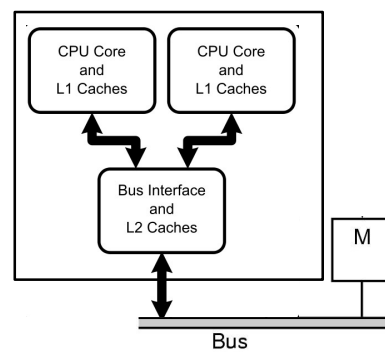 CPU Core
and
L1 Caches
CPU Core
and
L1 Caches
Bus Interface
and
L2 Caches
M
Bus